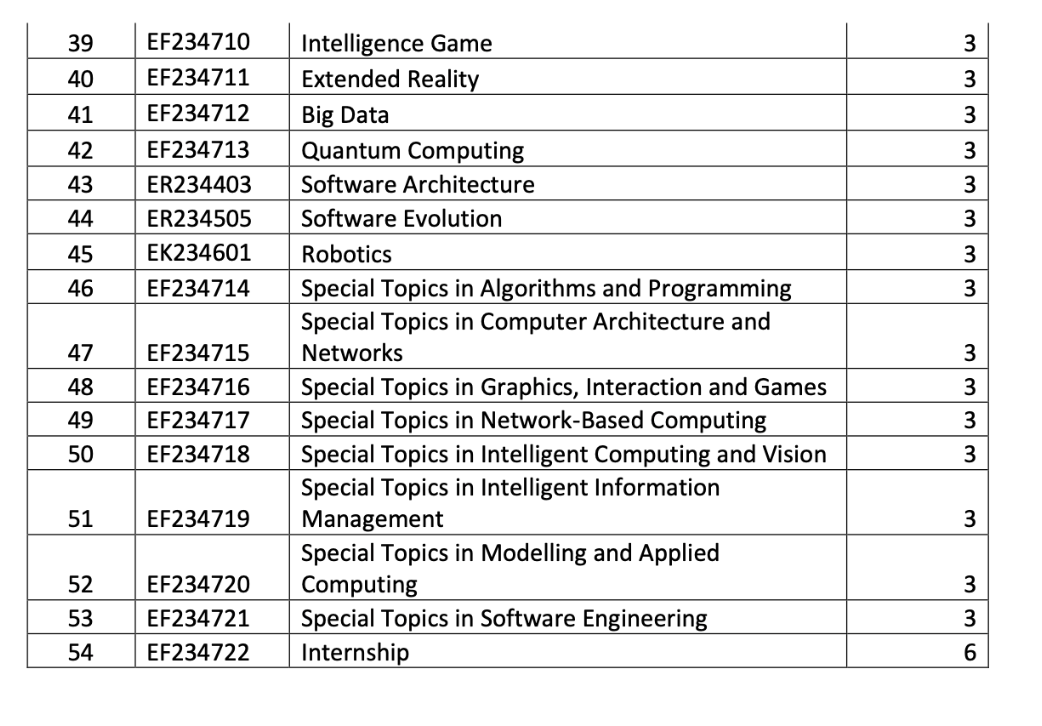 39 EF234710 Intelligence Game 3
40 EF234711 Extended Reality 3
41 EF234712 Big Data 3
42 EF234713 Quantum Computing 3
43 ER234403 Software Architecture 3
44 ER234505 Software Evolution 3
45 EK234601 Robotics 3
46 EF234714 Special Topics in Algorithms and Programming 3
Special Topics in Computer Architecture and
47 EF234715 Networks 3
48 EF234716 Special Topics in Graphics, Interaction and Games 3
49 EF234717 Special Topics in Network-Based Computing 3
50 EF234718 Special Topics in Intelligent Computing and Vision 3
Special Topics in Intelligent Information
51 EF234719 Management 3
Special Topics in Modelling and Applied
52 EF234720 Computing 3
53 EF234721 Special Topics in Software Engineering 3
54 EF234722 Internship 6